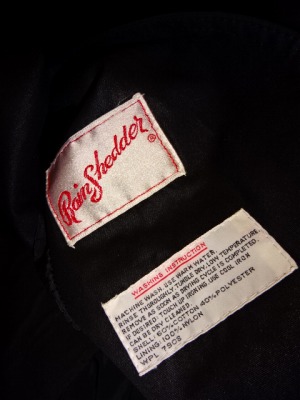 Rain Shedder ®
WASHING INSTRUCTION
MACHINE WASH. USE WARM WATER.
RINSE THOROUGHLY. TUMBLE DRY, LOW TEMPERATURE.
REMOVE AS SOON AS DRYING CYCLE IS COMPLETED.
IF DESIRED: TOUCH UP IRONING USE COOL IRON
CAN BE DRY CLEANED.
SHELL: 60% COTTON 40% POLYESTER
LINING: 100% NYLON
WPL 7905